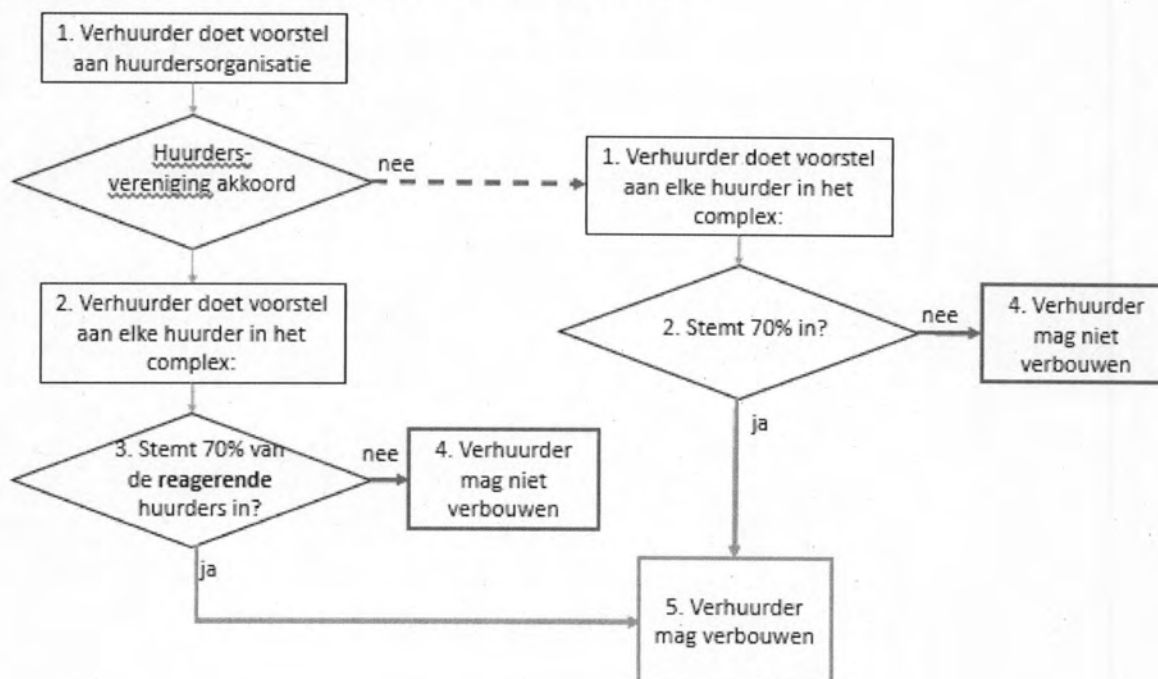 1. Verhuurder doet voorstel
aan huurdersorganisatie
Huurders-
vereniging akkoord
nee
1. Verhuurder doet voorstel
aan elke huurder in het
complex:
2. Verhuurder doet voorstel
aan elke huurder in het
complex:
2. Stemt 70% in?
nee
4. Verhuurder
mag niet
verbouwen
ja
3. Stemt 70% van
de reagerende
huurders in?
nee
4. Verhuurder
mag niet
verbouwen
ja
5. Verhuurder
mag verbouwen